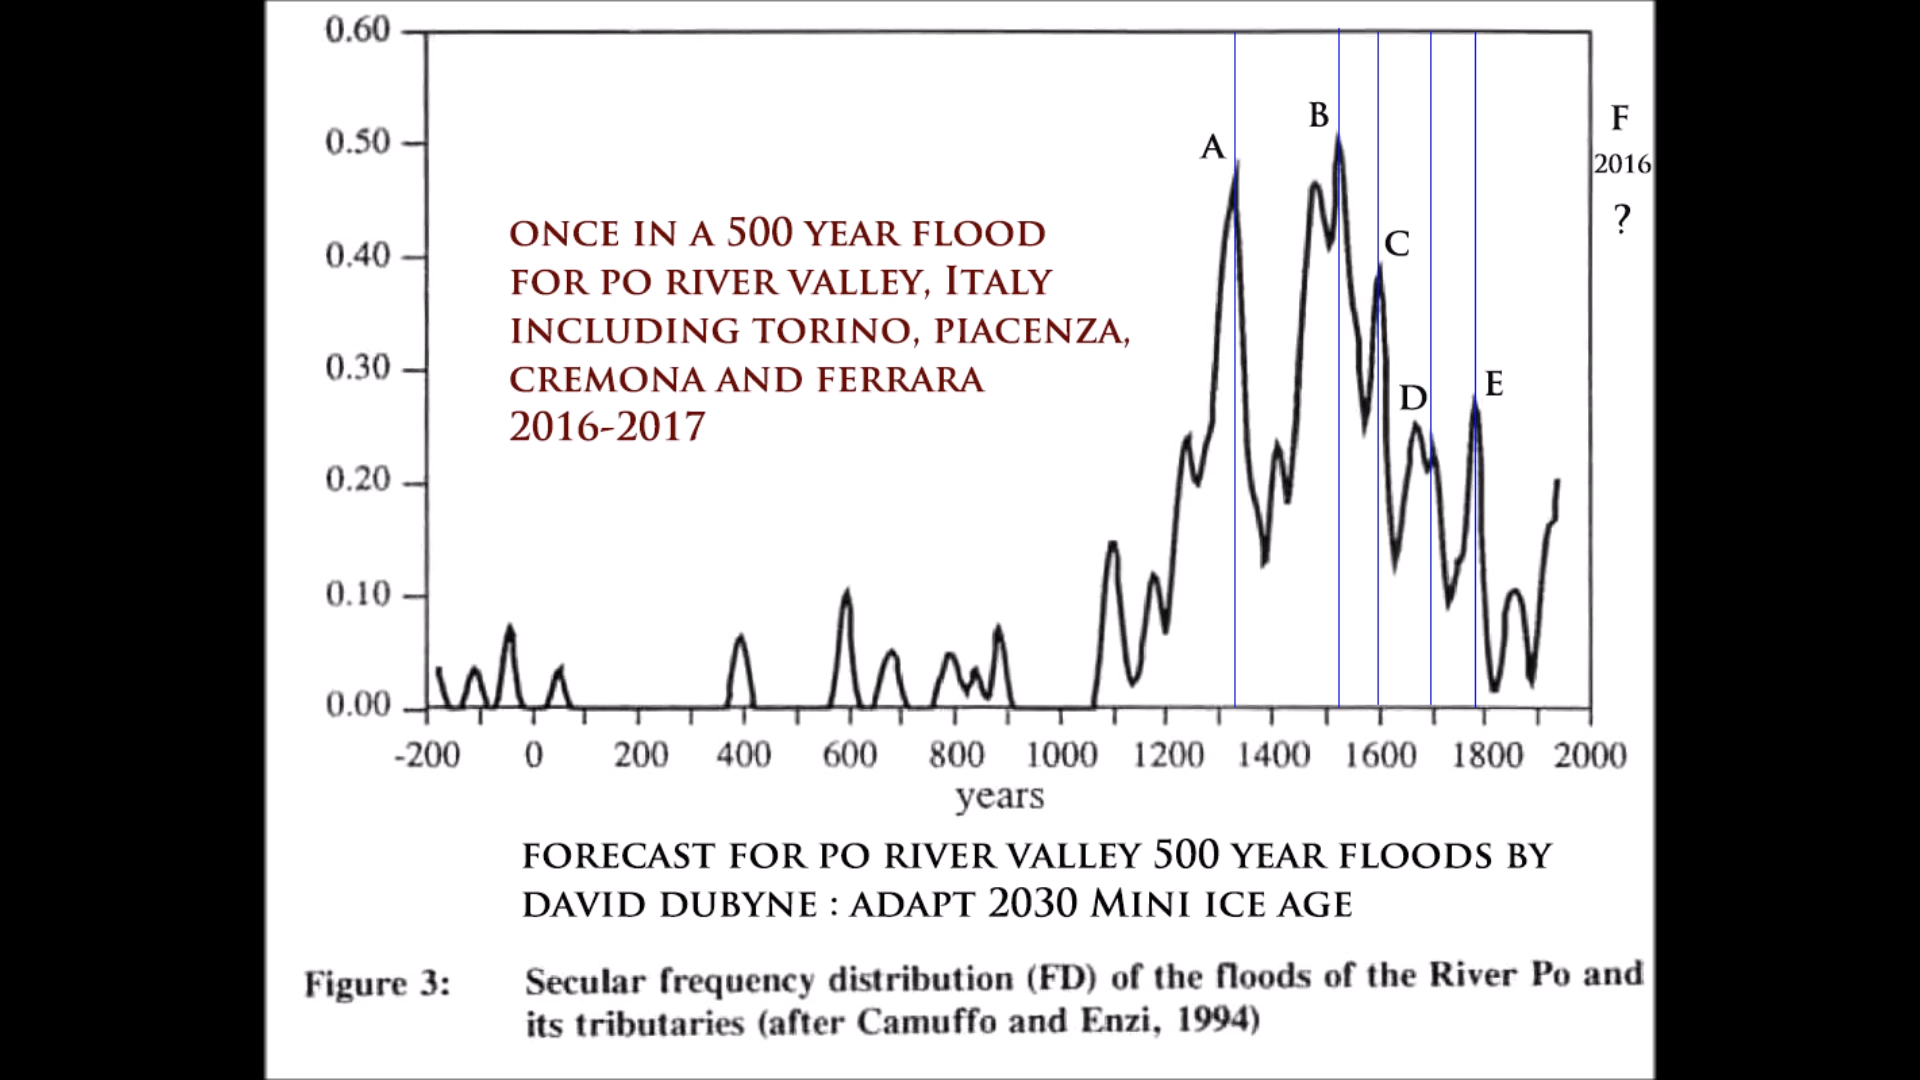 0.60
0.50
0.40
0.30
0.20
0.10
0.00
A
B
C
D
E
F
2016
?
ONCE IN A 500 YEAR FLOOD
FOR PO RIVER VALLEY, ITALY
INCLUDING TORINO, PIACENZA,
CREMONA AND FERRARA
2016-2017
-200 0 200 400 600 800 1000 1200 1400 1600 1800 2000
years
FORECAST FOR PO RIVER VALLEY 500 YEAR FLOODS BY
DAVID DUBYNE : ADAPT 2030 MINI ICE AGE
Figure 3: Secular frequency distribution (FD) of the floods of the River Po and
its tributaries (after Camuffo and Enzi, 1994)